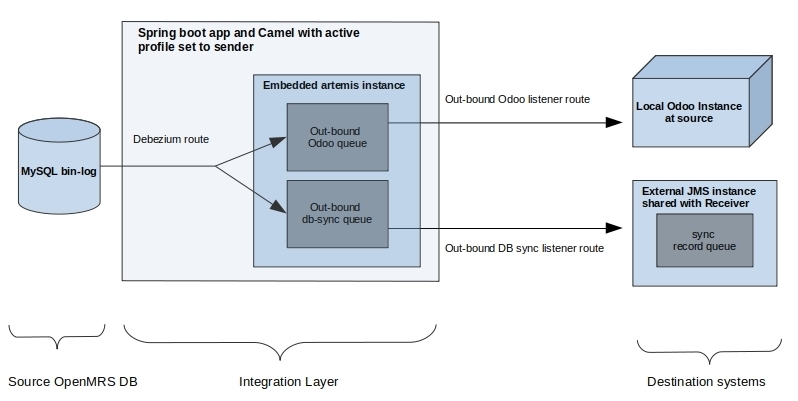 Spring boot app and Camel with active
profile set to sender
Embedded artemis instance
Out-bound
Odoo queue
Out-bound
db-sync queue
Debezium route
MySQL bin-log
Out-bound Odoo listener route
Local Odoo Instance
at source
External JMS instance
shared with Receiver
sync
record queue
Out-bound DB sync listener route
Source OpenMRS DB
Integration Layer
Destination systems